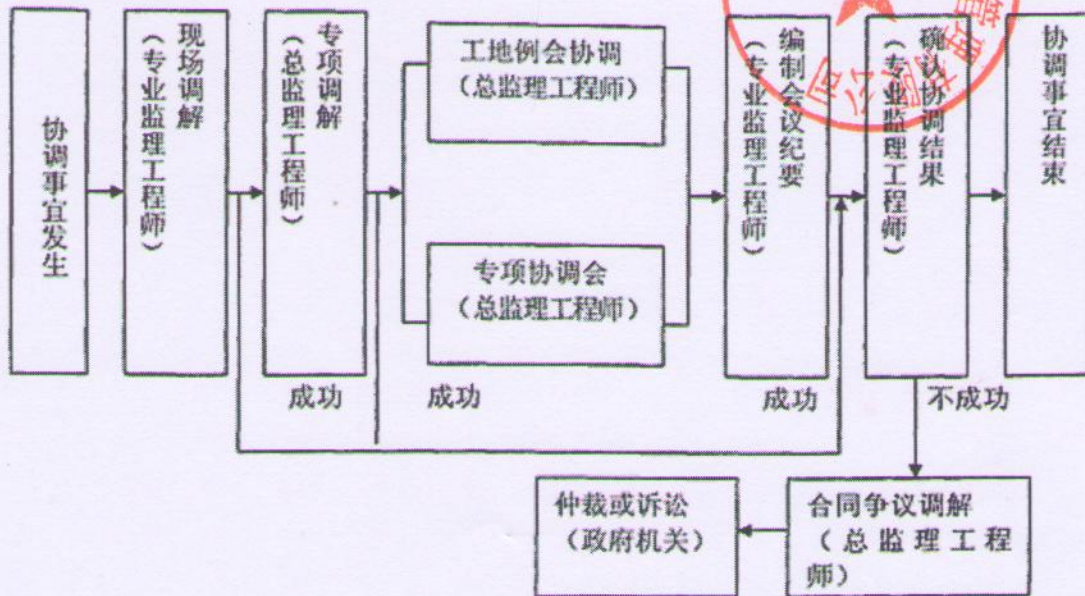 协调事宜发生
现场调解
（专业监理工程师）
专项调解
（总监理工程师）
工地例会协调
（总监理工程师）
专项协调会
（总监理工程师）
编制会议纪要
（专业监理工程师）
确认协调结果
（专业监理工程师）
协调事宜结束
成功
成功
成功
不成功
仲裁或诉讼
（政府机关）
合同争议调解
（总监理工程
师）
公司